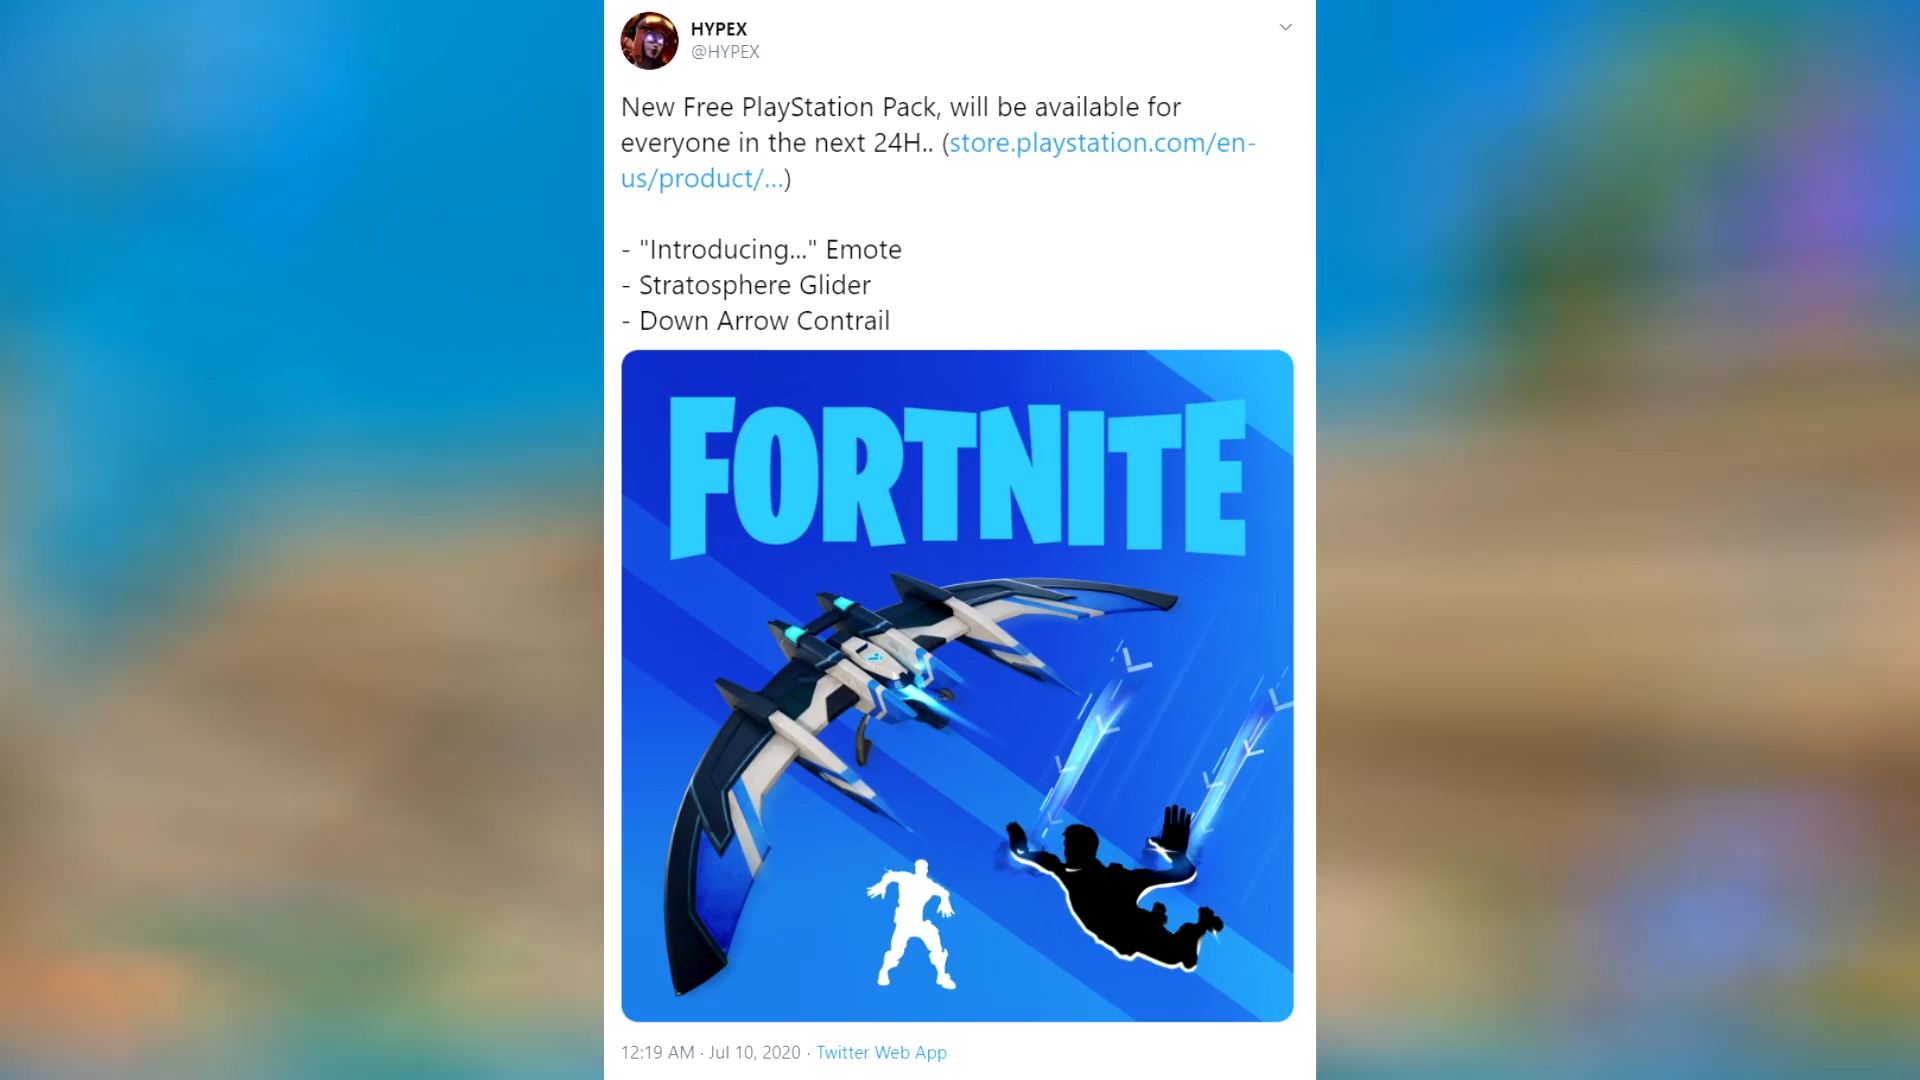 HYPEX
@HYPEX
New Free PlayStation Pack, will be available for
everyone in the next 24H.. (store.playstation.com/en-
us/product/...)
- "Introducing..." Emote
- Stratosphere Glider
- Down Arrow Contrail
FORTNITE
12:19 AM · Jul 10, 2020 · Twitter Web App